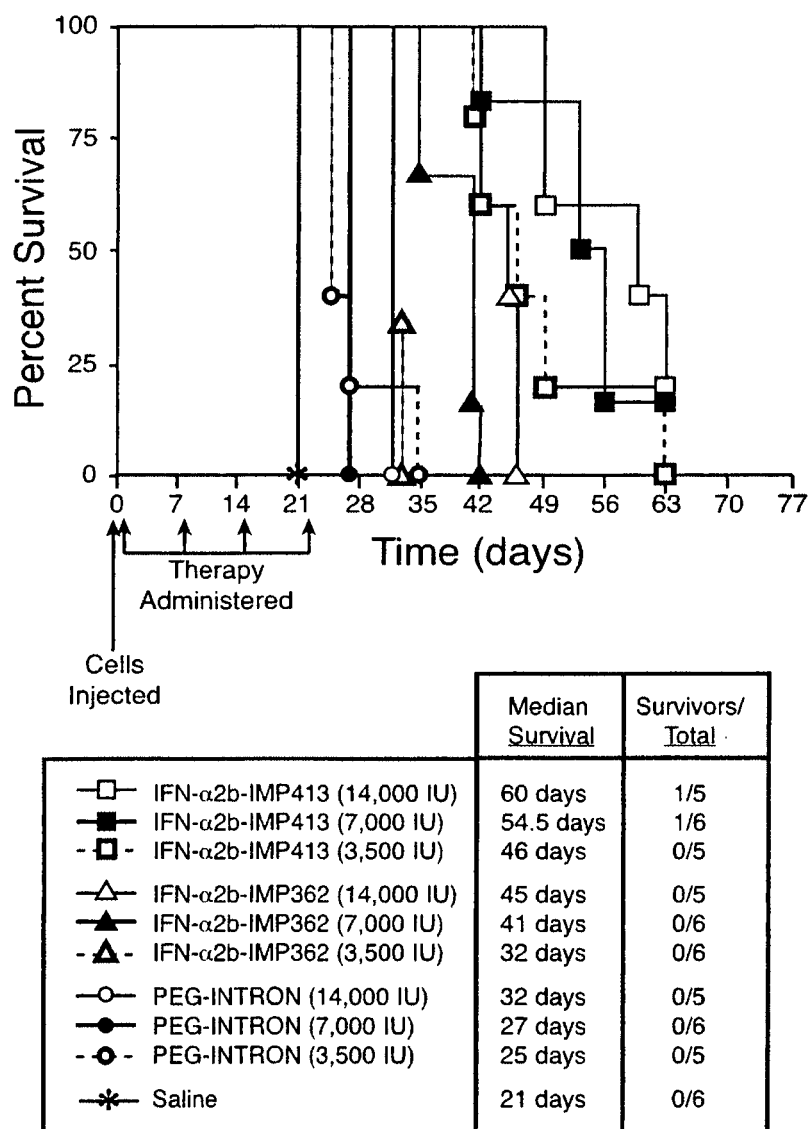 100
75
50
25
0
Percent Survival
0 7 14 21 28 35 42 49 56 63 70 77
Time (days)
Therapy
Administered
Cells
Injected
Median
Survival
Survivors/
Total
IFN-α2b-IMP413 (14,000 IU) 60 days 1/5
IFN-α2b-IMP413 (7,000 IU) 54.5 days 1/6
IFN-α2b-IMP413 (3,500 IU) 46 days 0/5
IFN-α2b-IMP362 (14,000 IU) 45 days 0/5
IFN-α2b-IMP362 (7,000 IU) 41 days 0/6
IFN-α2b-IMP362 (3,500 IU) 32 days 0/6
PEG-INTRON (14,000 IU) 32 days 0/5
PEG-INTRON (7,000 IU) 27 days 0/6
PEG-INTRON (3,500 IU) 25 days 0/5
Saline 21 days 0/6